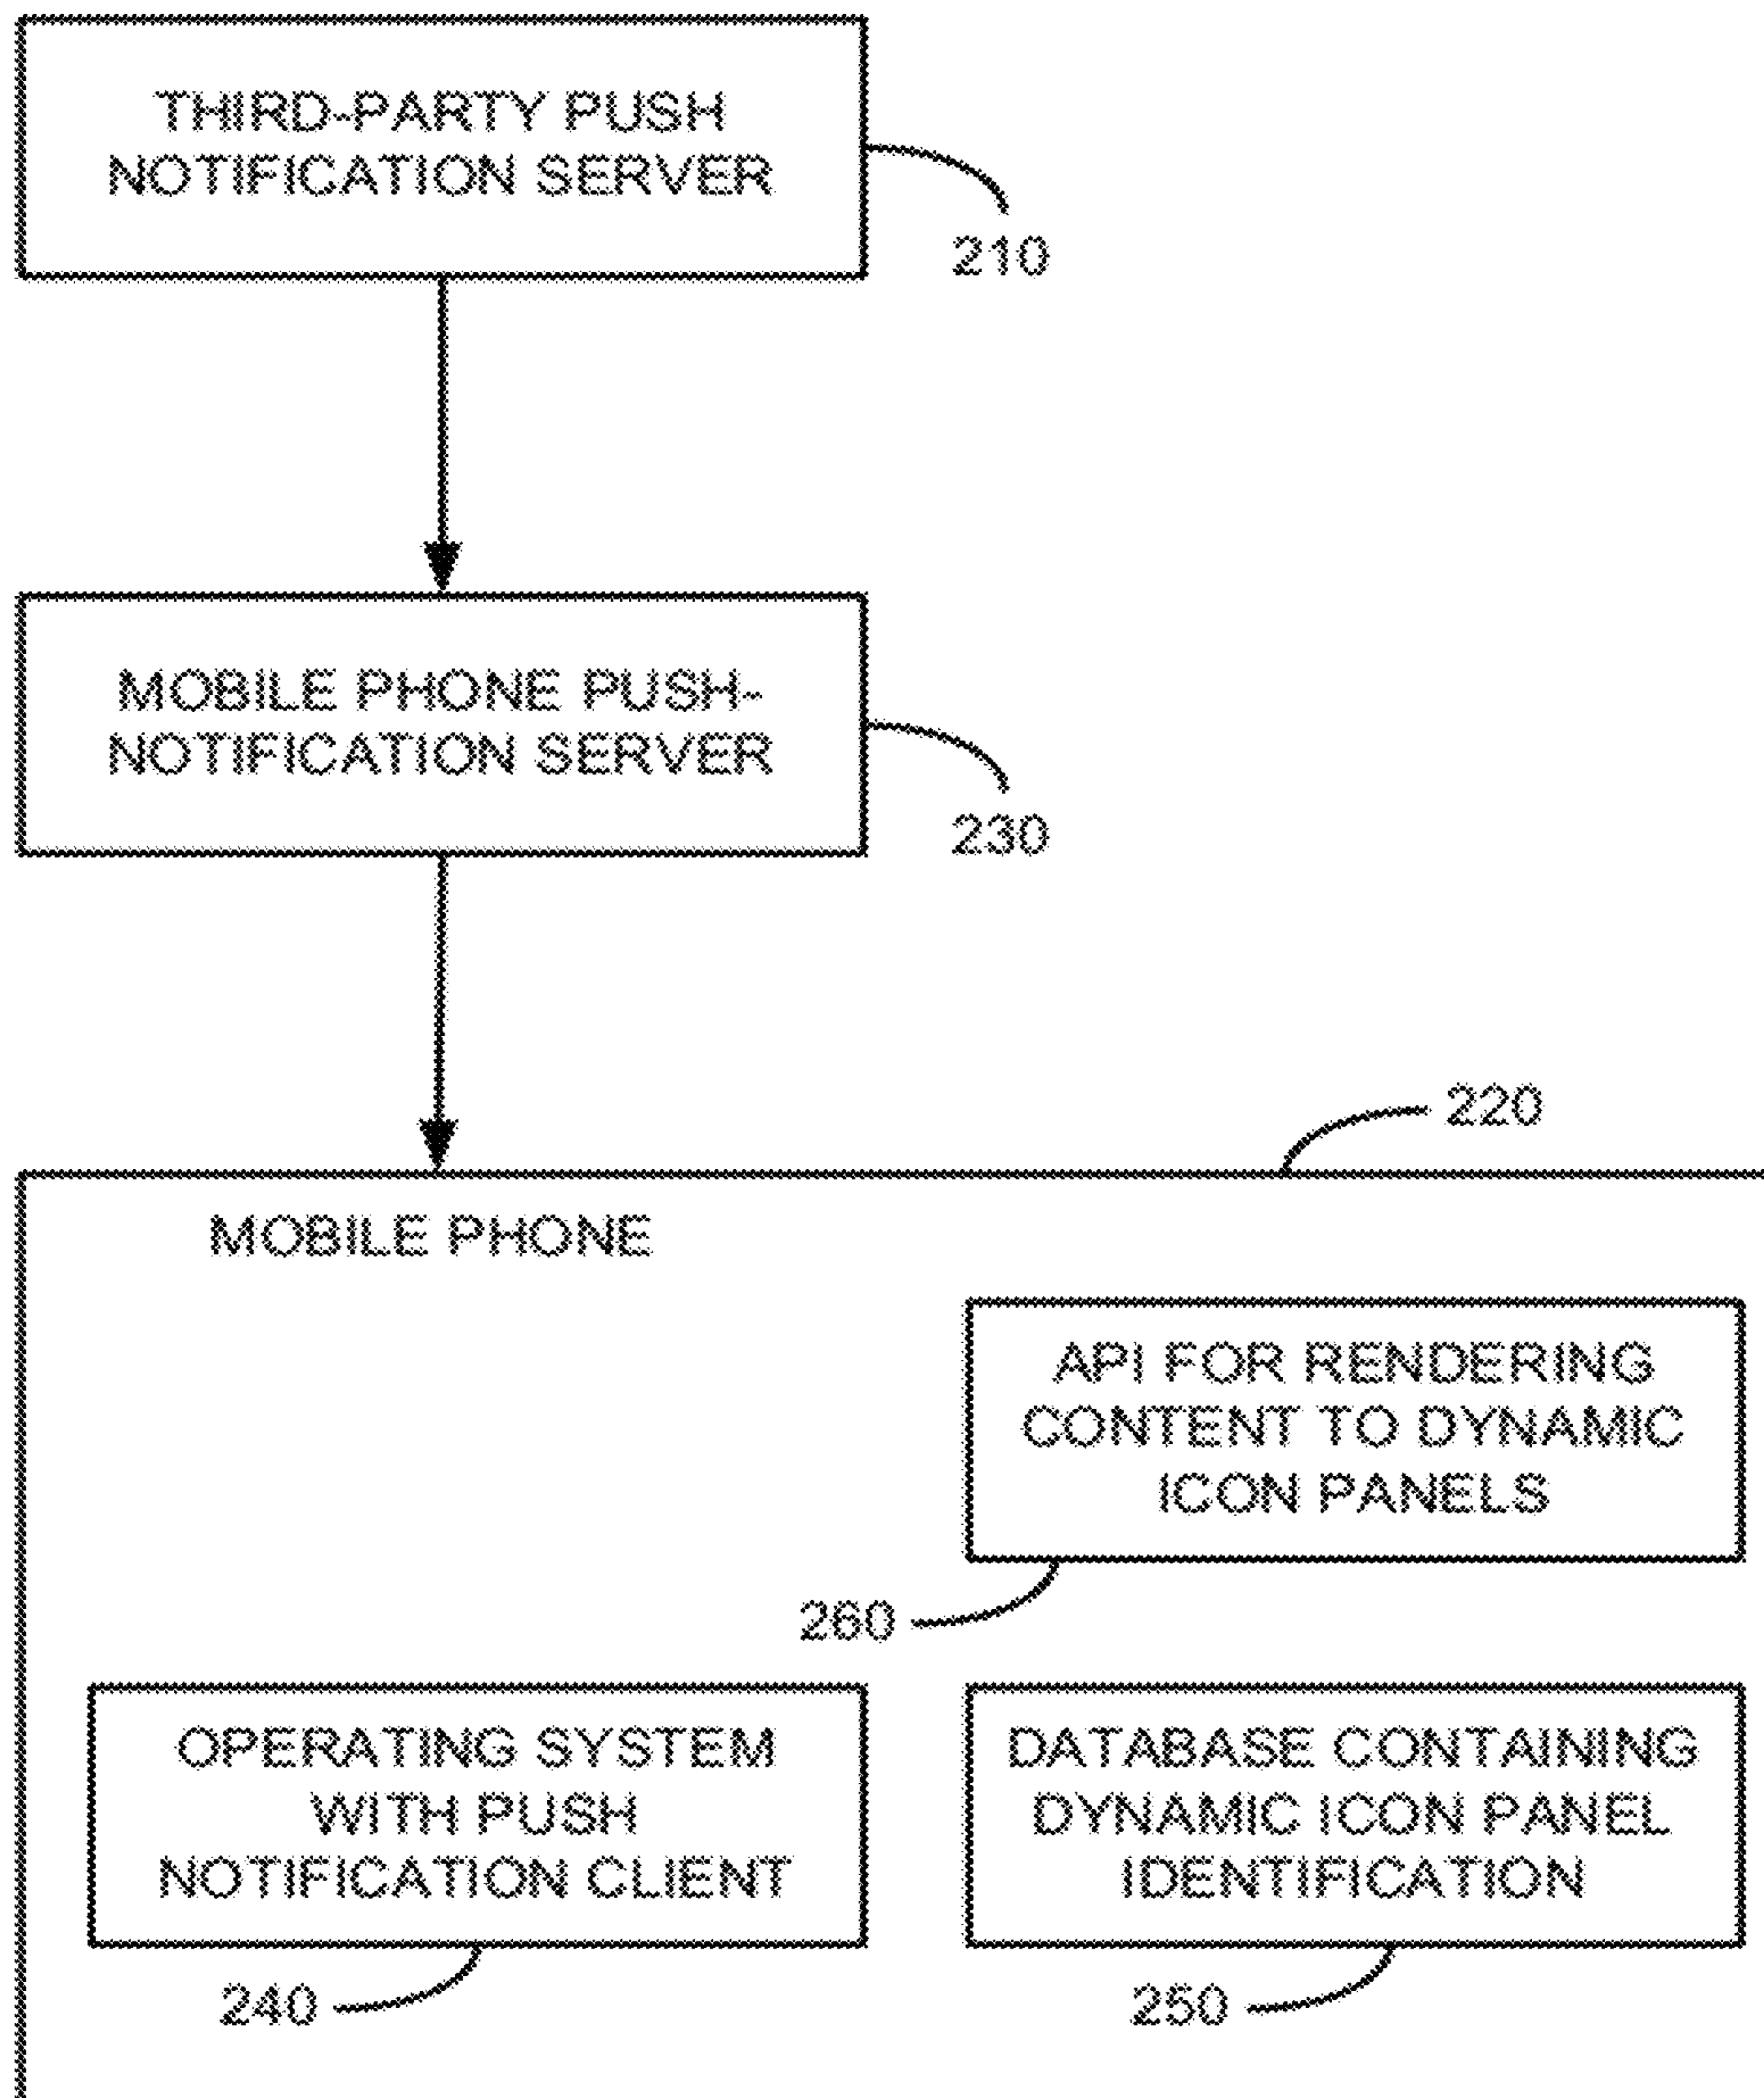 THIRD-PARTY PUSH
NOTIFICATION SERVER
210
MOBILE PHONE PUSH-
NOTIFICATION SERVER
230
220
MOBILE PHONE
API FOR RENDERING
CONTENT TO DYNAMIC
ICON PANELS
260
OPERATING SYSTEM
WITH PUSH
NOTIFICATION CLIENT
240
DATABASE CONTAINING
DYNAMIC ICON PANEL
IDENTIFICATION
250